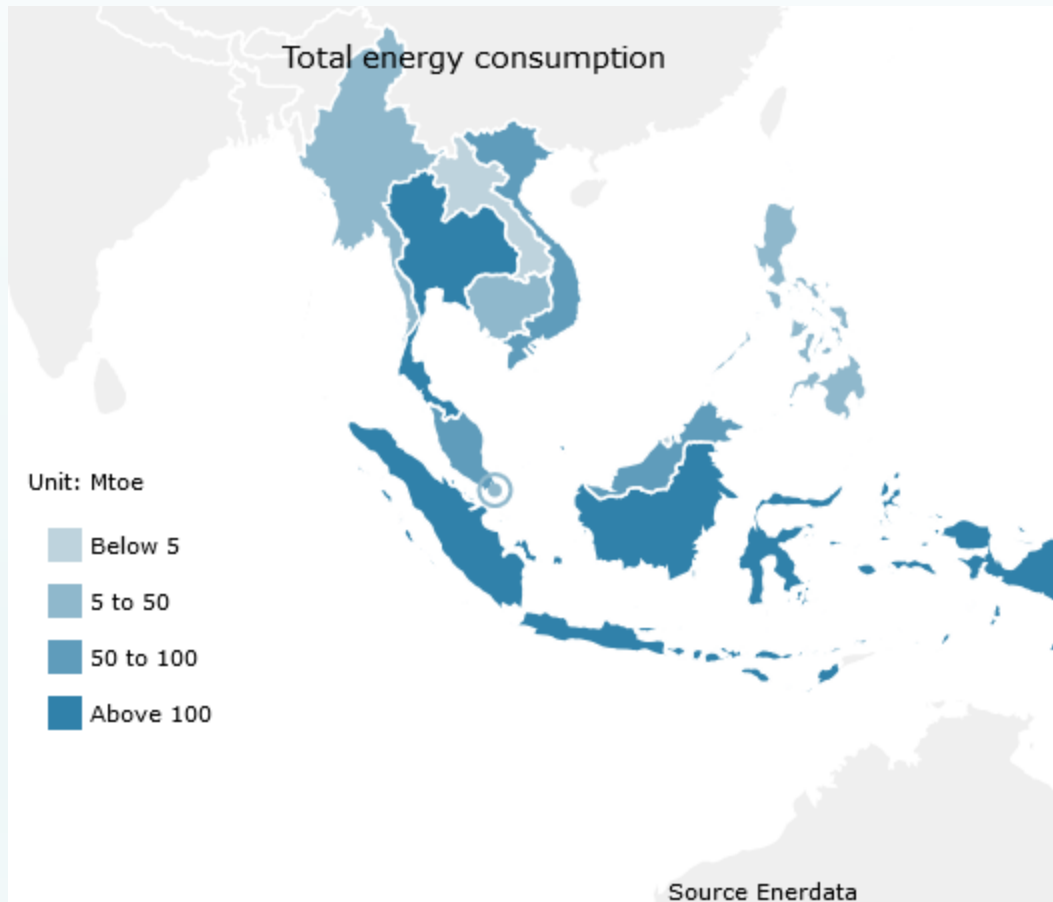 Total energy consumption
Unit: Mtoe
Below 5
5 to 50
50 to 100
Above 100
Source Enerdata